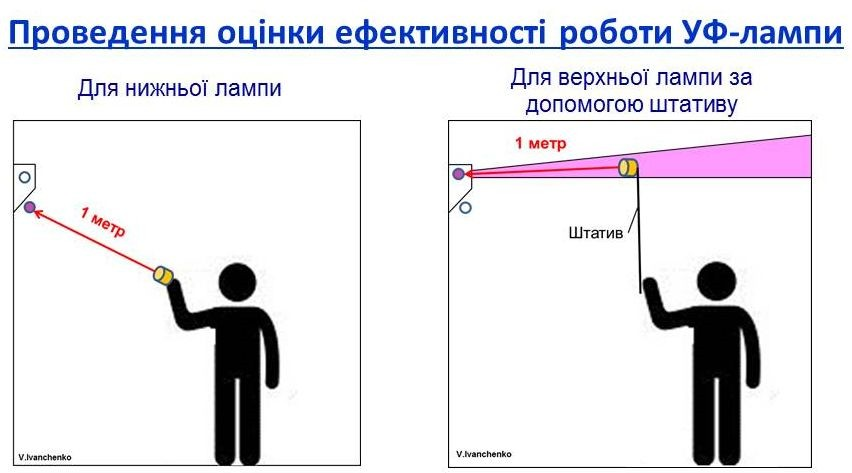 Проведення оцінки ефективності роботи УФ-лампи
Для нижньої лампи
Для верхньої лампи за
допомогою штативу
1 метр
V.Ivanchenko
1 метр
Штатив
V.Ivanchenko